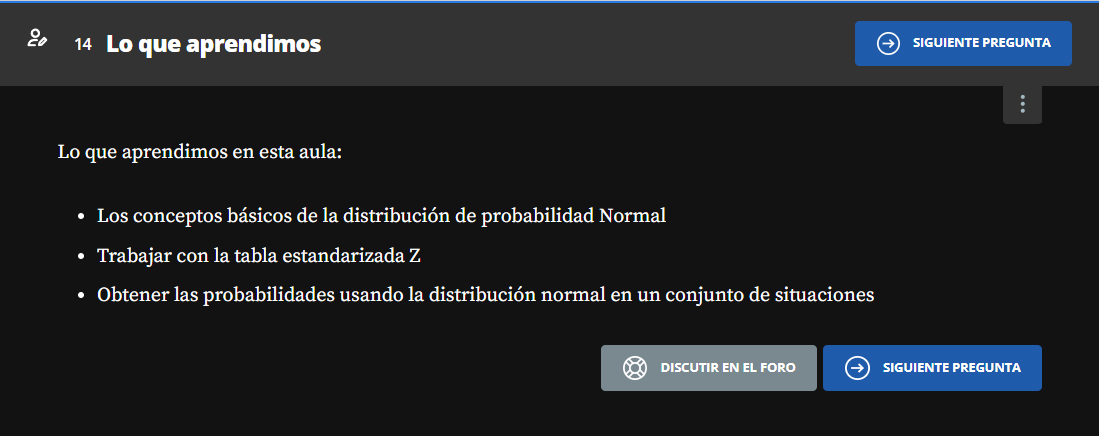 14 Lo que aprendimos
SIGUIENTE PREGUNTA
Lo que aprendimos en esta aula:
• Los conceptos básicos de la distribución de probabilidad Normal
• Trabajar con la tabla estandarizada Z
• Obtener las probabilidades usando la distribución normal en un conjunto de situaciones
DISCUTIR EN EL FORO
SIGUIENTE PREGUNTA